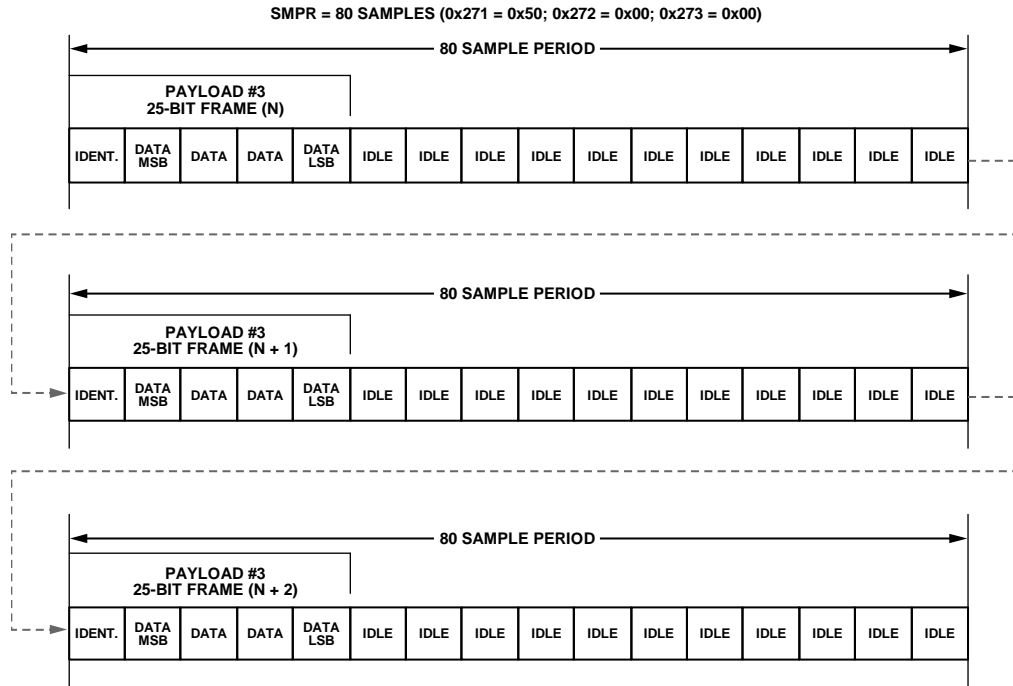 SMPR = 80 SAMPLES (0x271 = 0x50; 0x272 = 0x00; 0x273 = 0x00)
80 SAMPLE PERIOD
PAYLOAD #3
25-BIT FRAME (N)
IDENT. DATA MSB DATA DATA DATA LSB IDLE IDLE IDLE IDLE IDLE IDLE IDLE IDLE IDLE IDLE IDLE
80 SAMPLE PERIOD
PAYLOAD #3
25-BIT FRAME (N + 1)
IDENT. DATA MSB DATA DATA DATA LSB IDLE IDLE IDLE IDLE IDLE IDLE IDLE IDLE IDLE IDLE IDLE
80 SAMPLE PERIOD
PAYLOAD #3
25-BIT FRAME (N + 2)
IDENT. DATA MSB DATA DATA DATA LSB IDLE IDLE IDLE IDLE IDLE IDLE IDLE IDLE IDLE IDLE IDLE